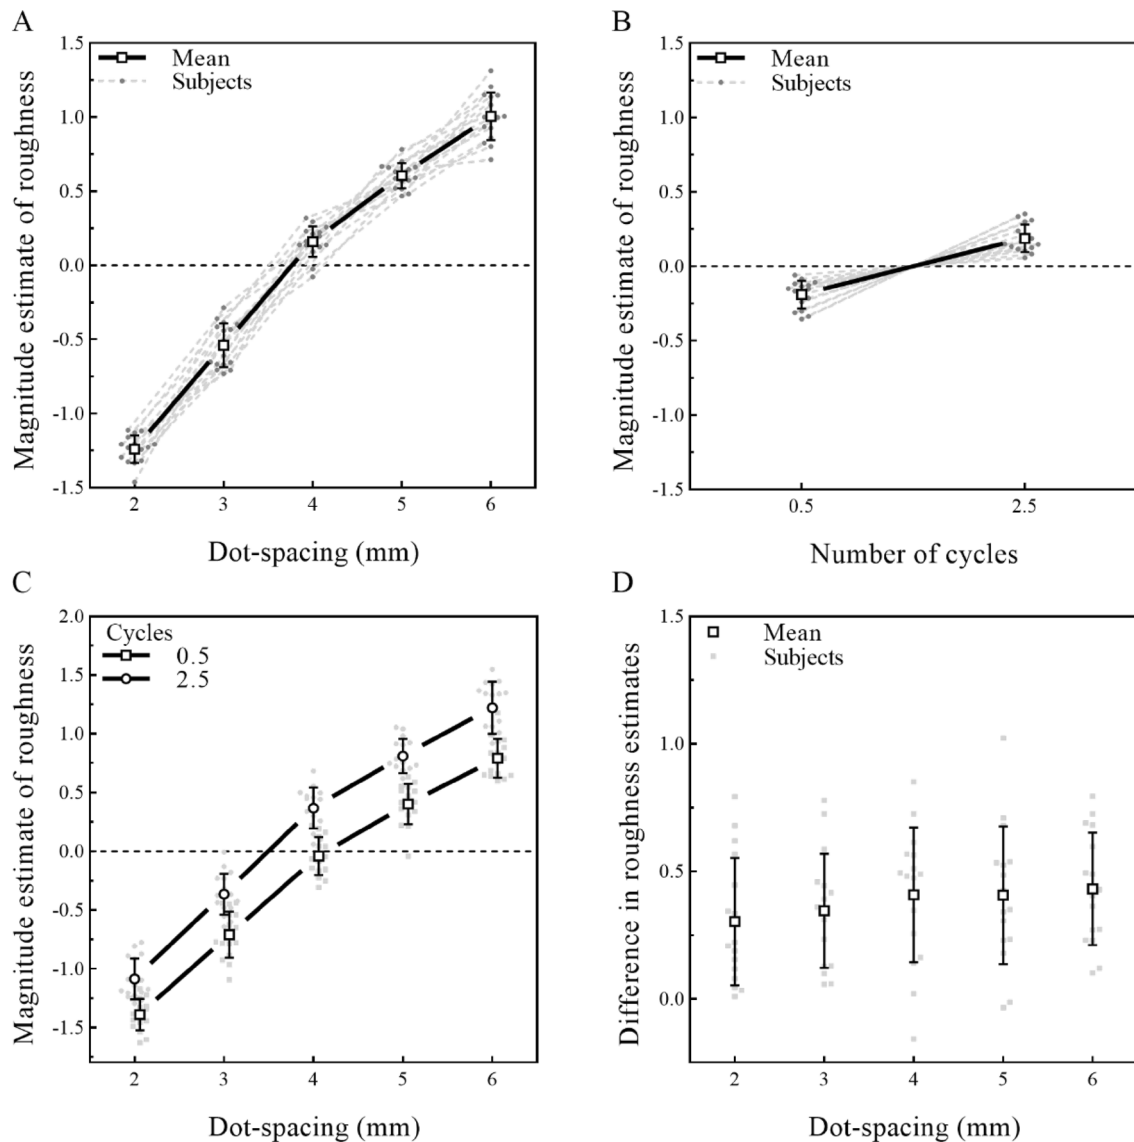 A
Magnitude estimate of roughness
1.5
1.0
0.5
0.0
-0.5
-1.0
-1.5
Mean
Subjects
2 3 4 5 6
Dot-spacing (mm)
B
Magnitude estimate of roughness
1.5
1.0
0.5
0.0
-0.5
-1.0
-1.5
Mean
Subjects
0.5 2.5
Number of cycles
C
Magnitude estimate of roughness
2.0
1.5
1.0
0.5
0.0
-0.5
-1.0
-1.5
Cycles
0.5
2.5
2 3 4 5 6
Dot-spacing (mm)
D
Difference in roughness estimates
1.5
1.0
0.5
0.0
Mean
Subjects
2 3 4 5 6
Dot-spacing (mm)